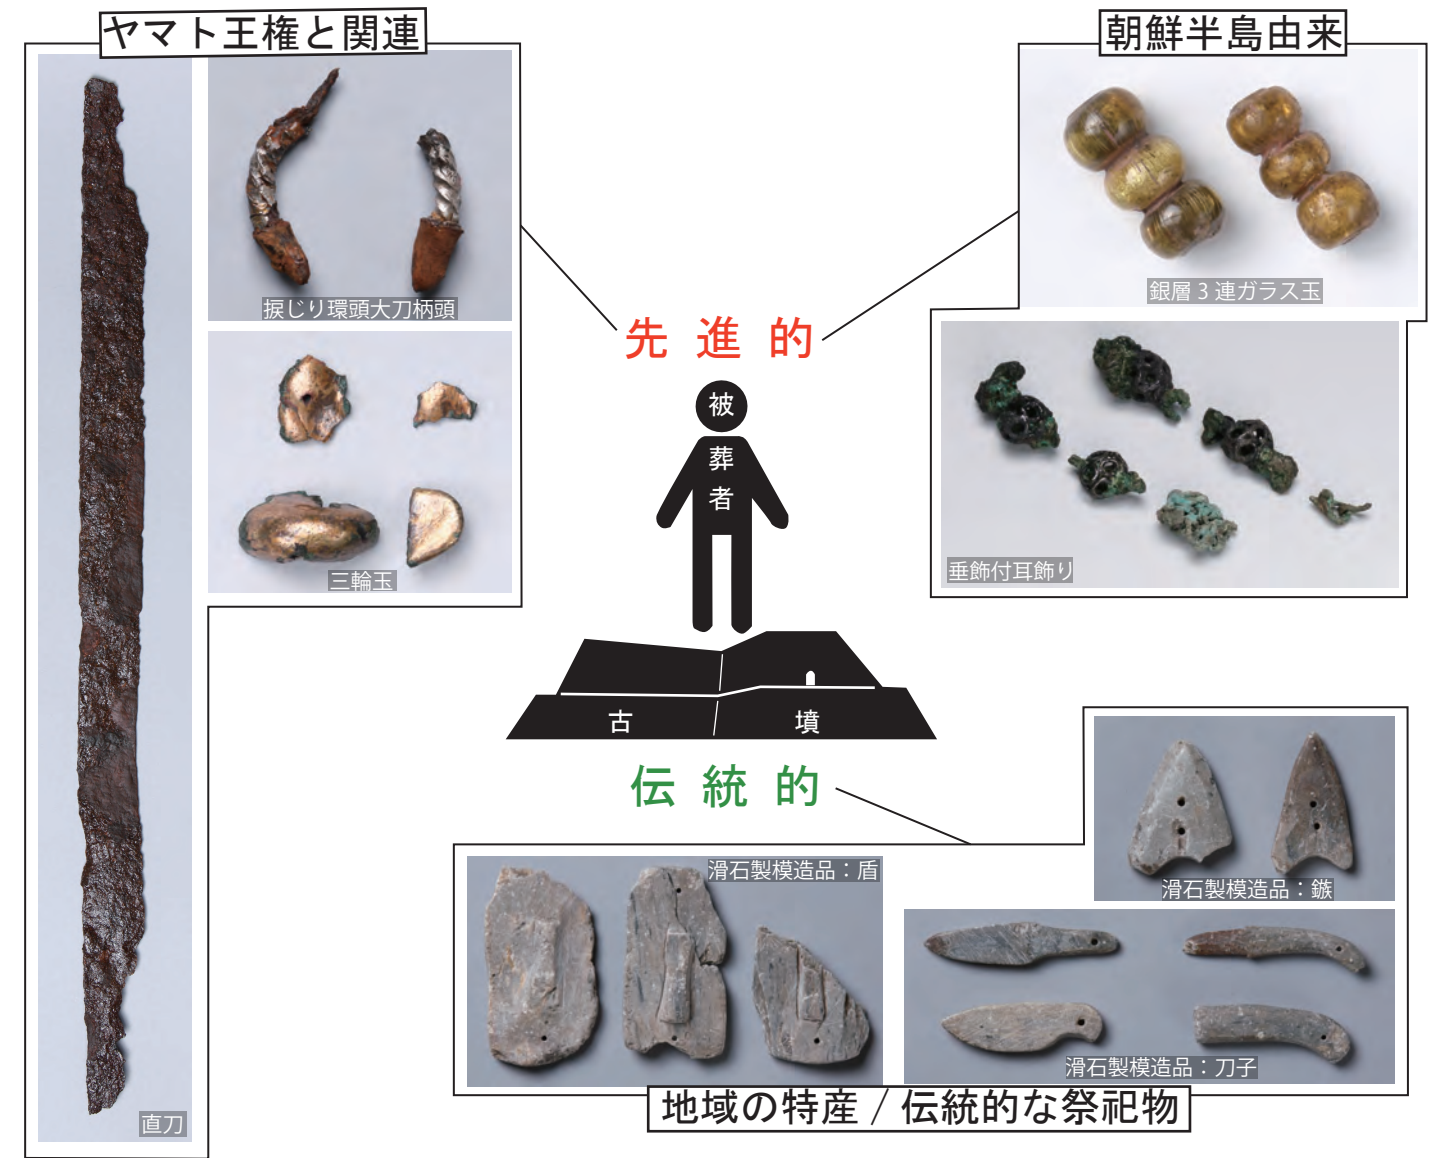 ヤマト王権と関連
朝鮮半島由来
捩じり環頭大刀柄頭
銀層３連ガラス玉
先進的
三輪玉
垂飾付耳飾り
被
葬
者
古墳
伝統的
滑石製模造品：盾
滑石製模造品：鏃
滑石製模造品：刀子
直刀
地域の特産 / 伝統的な祭祀物